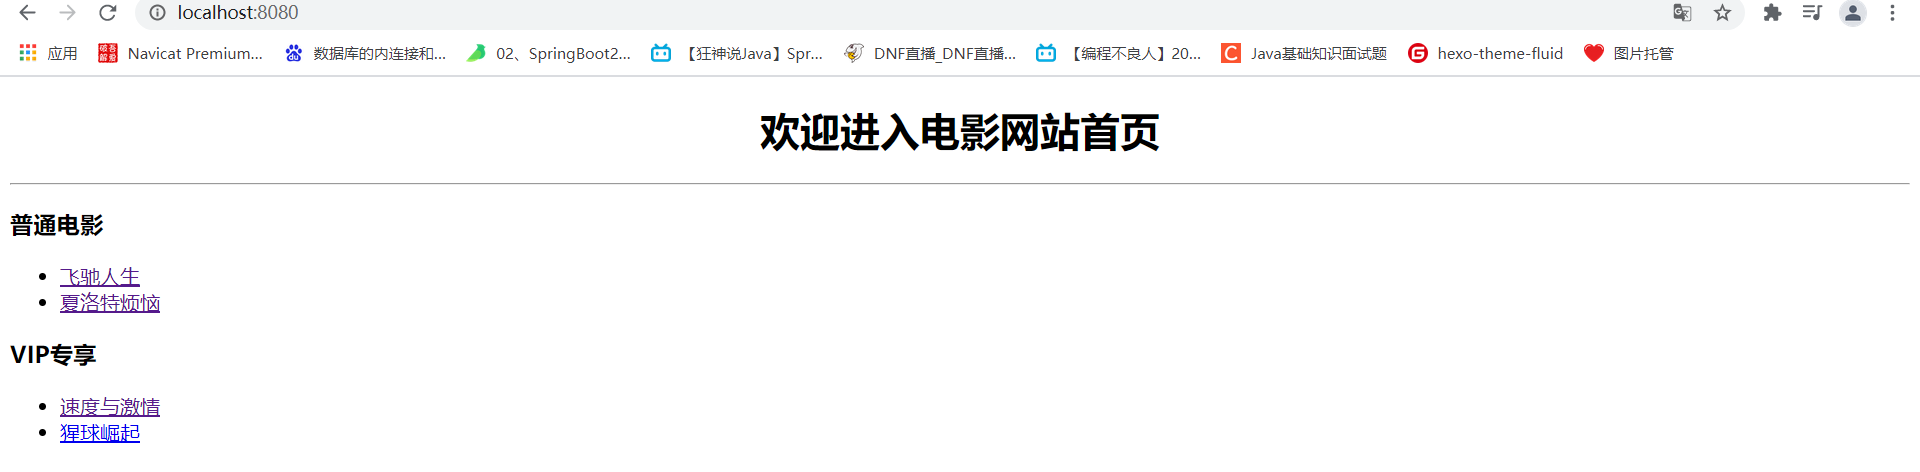 localhost:8080
应用 破吾解爱 Navicat Premium... 数据库的内连接和... 02、SpringBoot2... 【狂神说Java】Spr... DNF直播_DNF直播... 【编程不良人】20... C Java基础知识面试题 G hexo-theme-fluid 图片托管
欢迎进入电影网站首页
普通电影
飞驰人生
夏洛特烦恼
VIP专享
速度与激情
猩球崛起